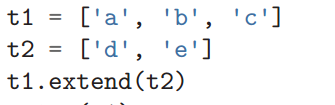 t1 = ['a', 'b', 'c']
t2 = ['d', 'e']
t1.extend(t2)